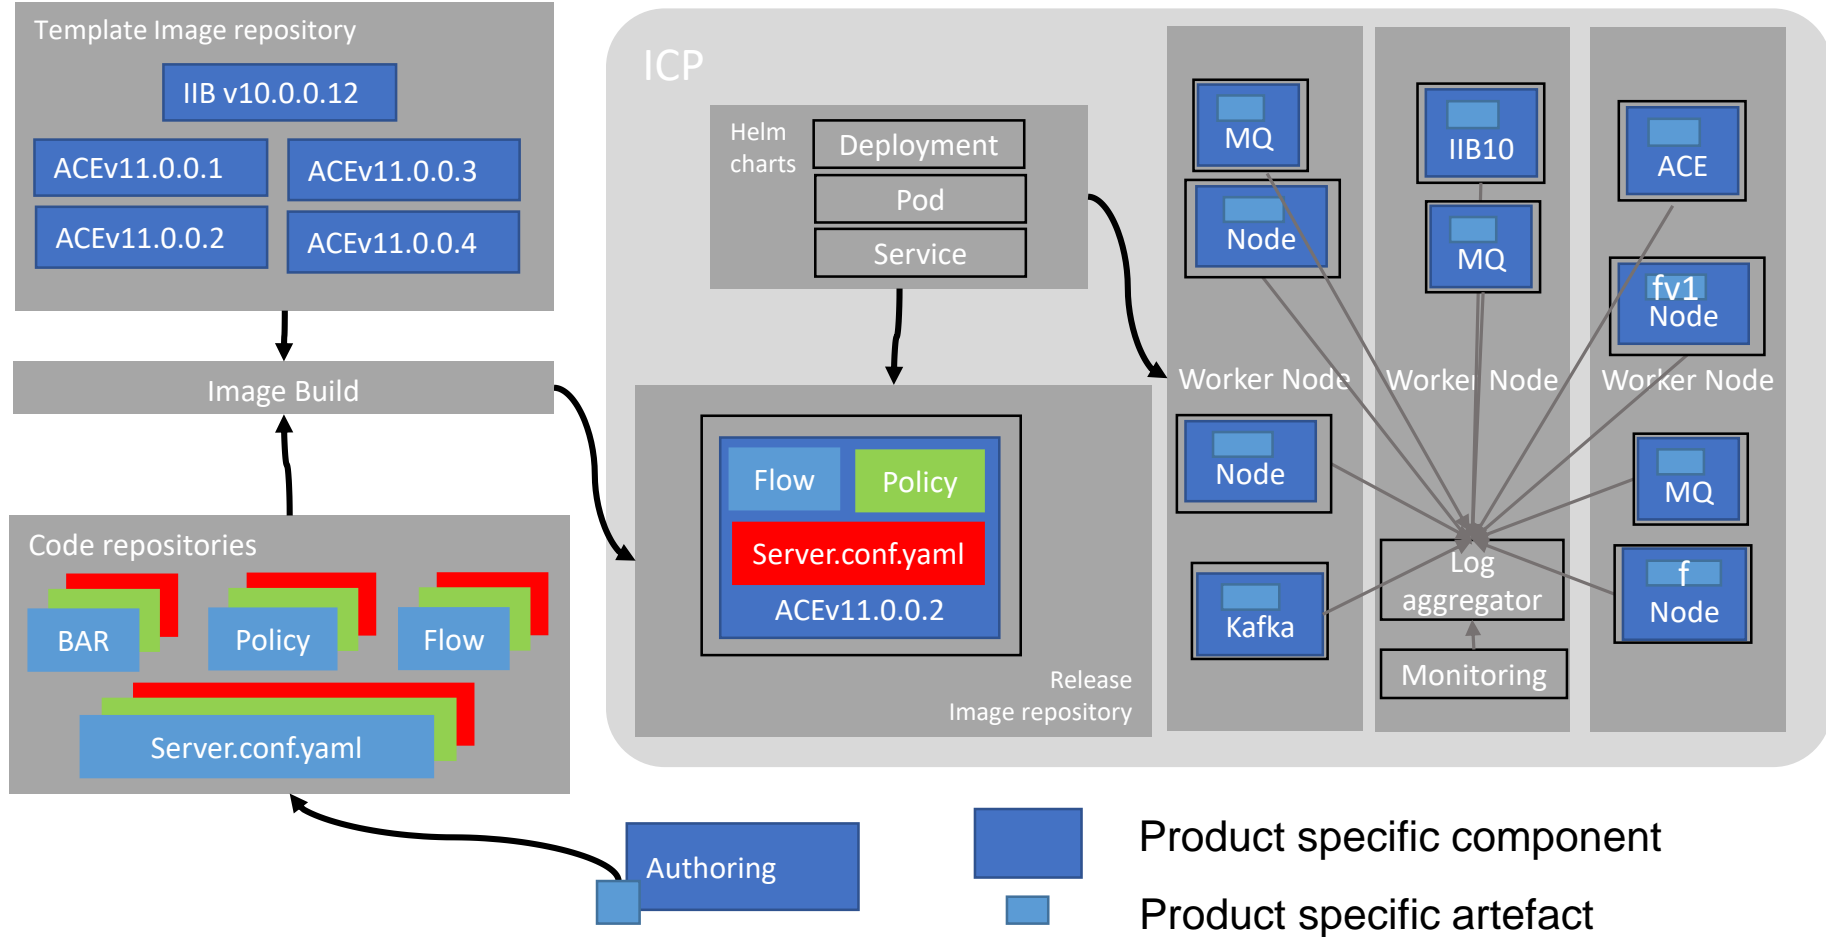 Template Image repository
IIB v10.0.0.12
ACEv11.0.0.1
ACEv11.0.0.3
ACEv11.0.0.2
ACEv11.0.0.4
Image Build
Code repositories
BAR
Policy
Flow
Server.conf.yaml
Authoring
ICP
Helm
charts
Deployment
Pod
Service
Flow
Policy
Server.conf.yaml
ACEv11.0.0.2
Release
Image repository
MQ
Node
Worker Node
Node
Kafka
IIB10
MQ
Worker Node
Log
aggregator
Monitoring
ACE
fv1
Node
Worker Node
MQ
f
Node
Product specific component
Product specific artefact